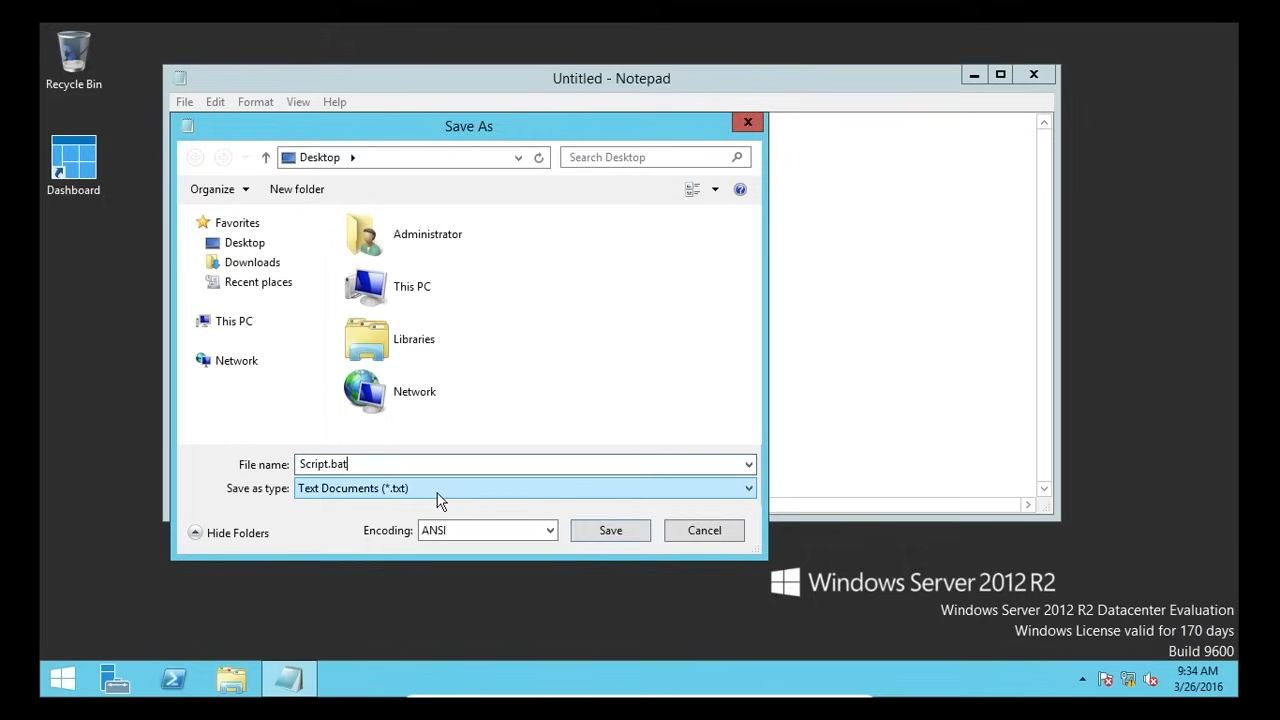 Recycle Bin
Dashboard
Untitled - Notepad
File Edit Format View Help
Save As
Desktop
Search Desktop
Organize
New folder
Favorites
Desktop
Downloads
Recent places
This PC
Network
Administrator
This PC
Libraries
Network
File name: Script.bat
Save as type: Text Documents (*.txt)
Hide Folders
Encoding: ANSI
Save
Cancel
Windows Server 2012 R2
Windows Server 2012 R2 Datacenter Evaluation
Windows License valid for 170 days
Build 9600
9:34 AM
3/26/2016